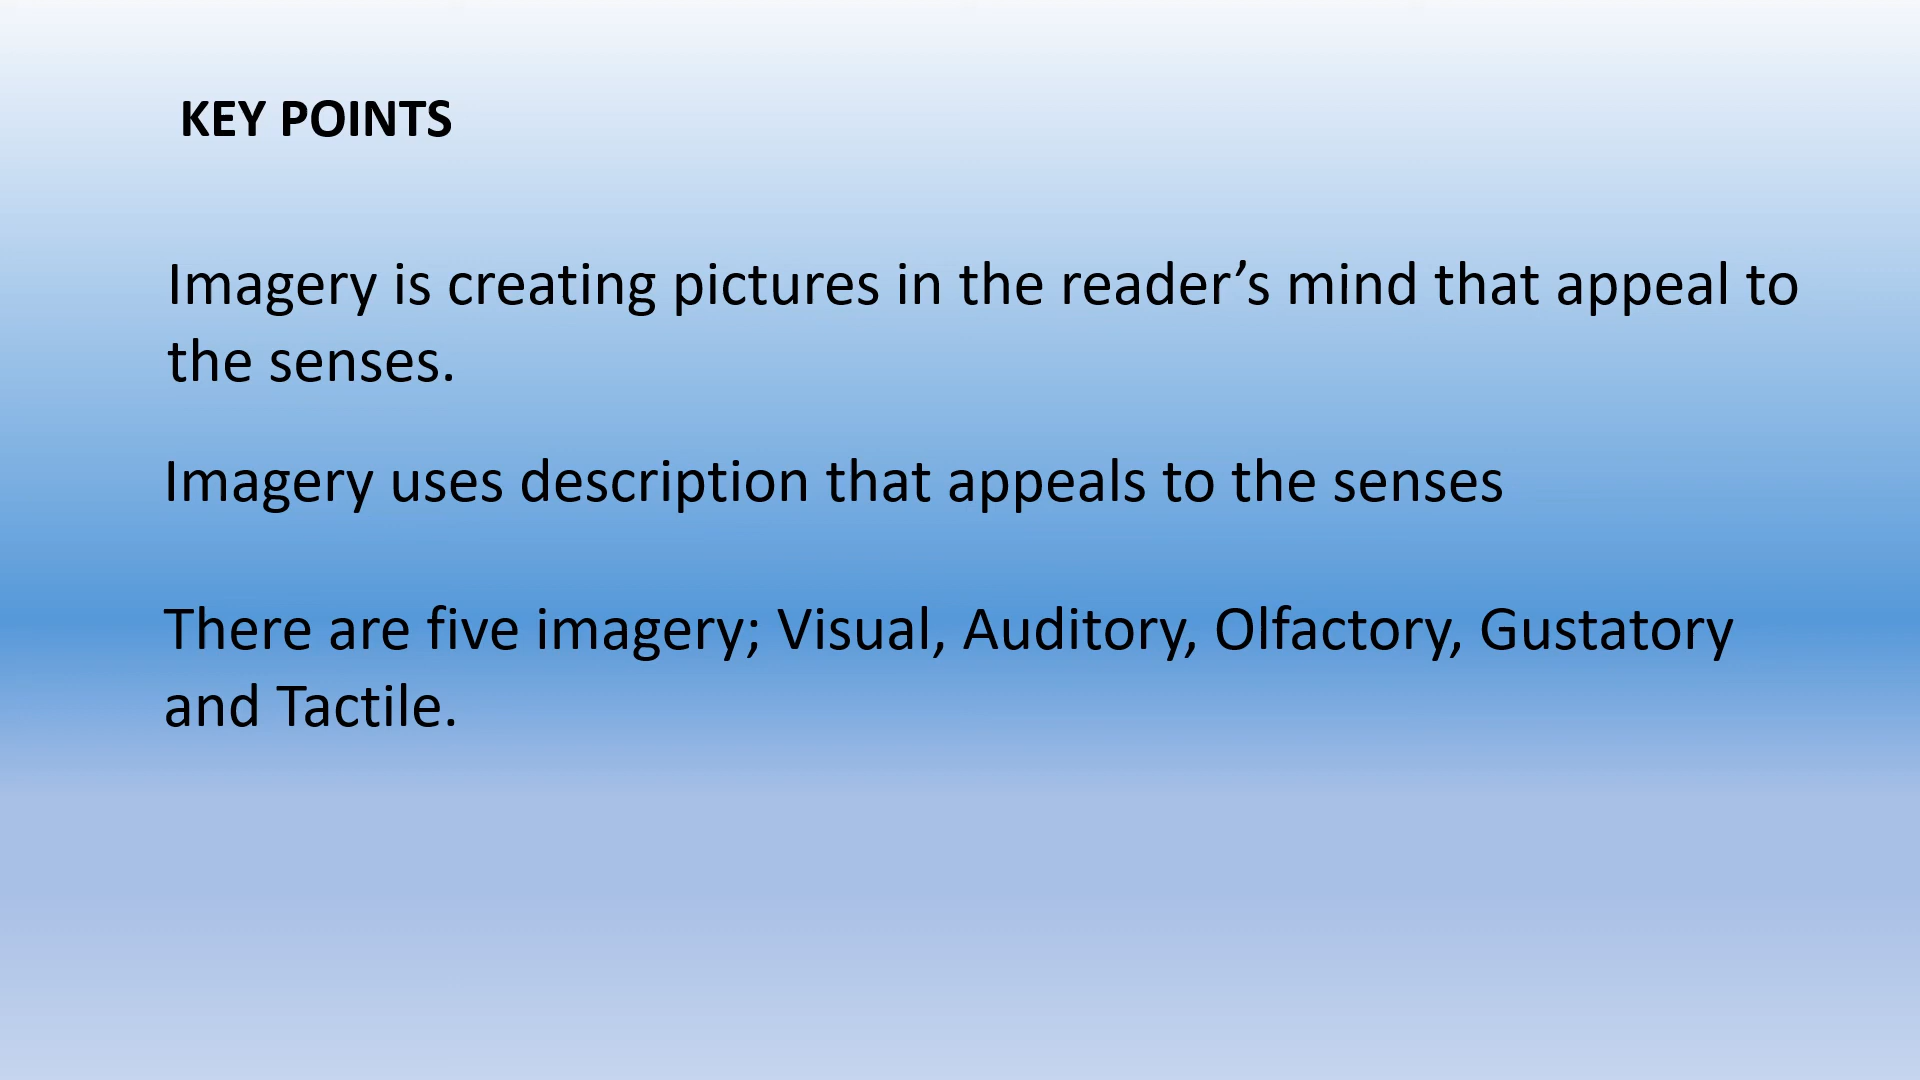 KEY POINTS
Imagery is creating pictures in the reader’s mind that appeal to
the senses.
Imagery uses description that appeals to the senses
There are five imagery; Visual, Auditory, Olfactory, Gustatory
and Tactile.